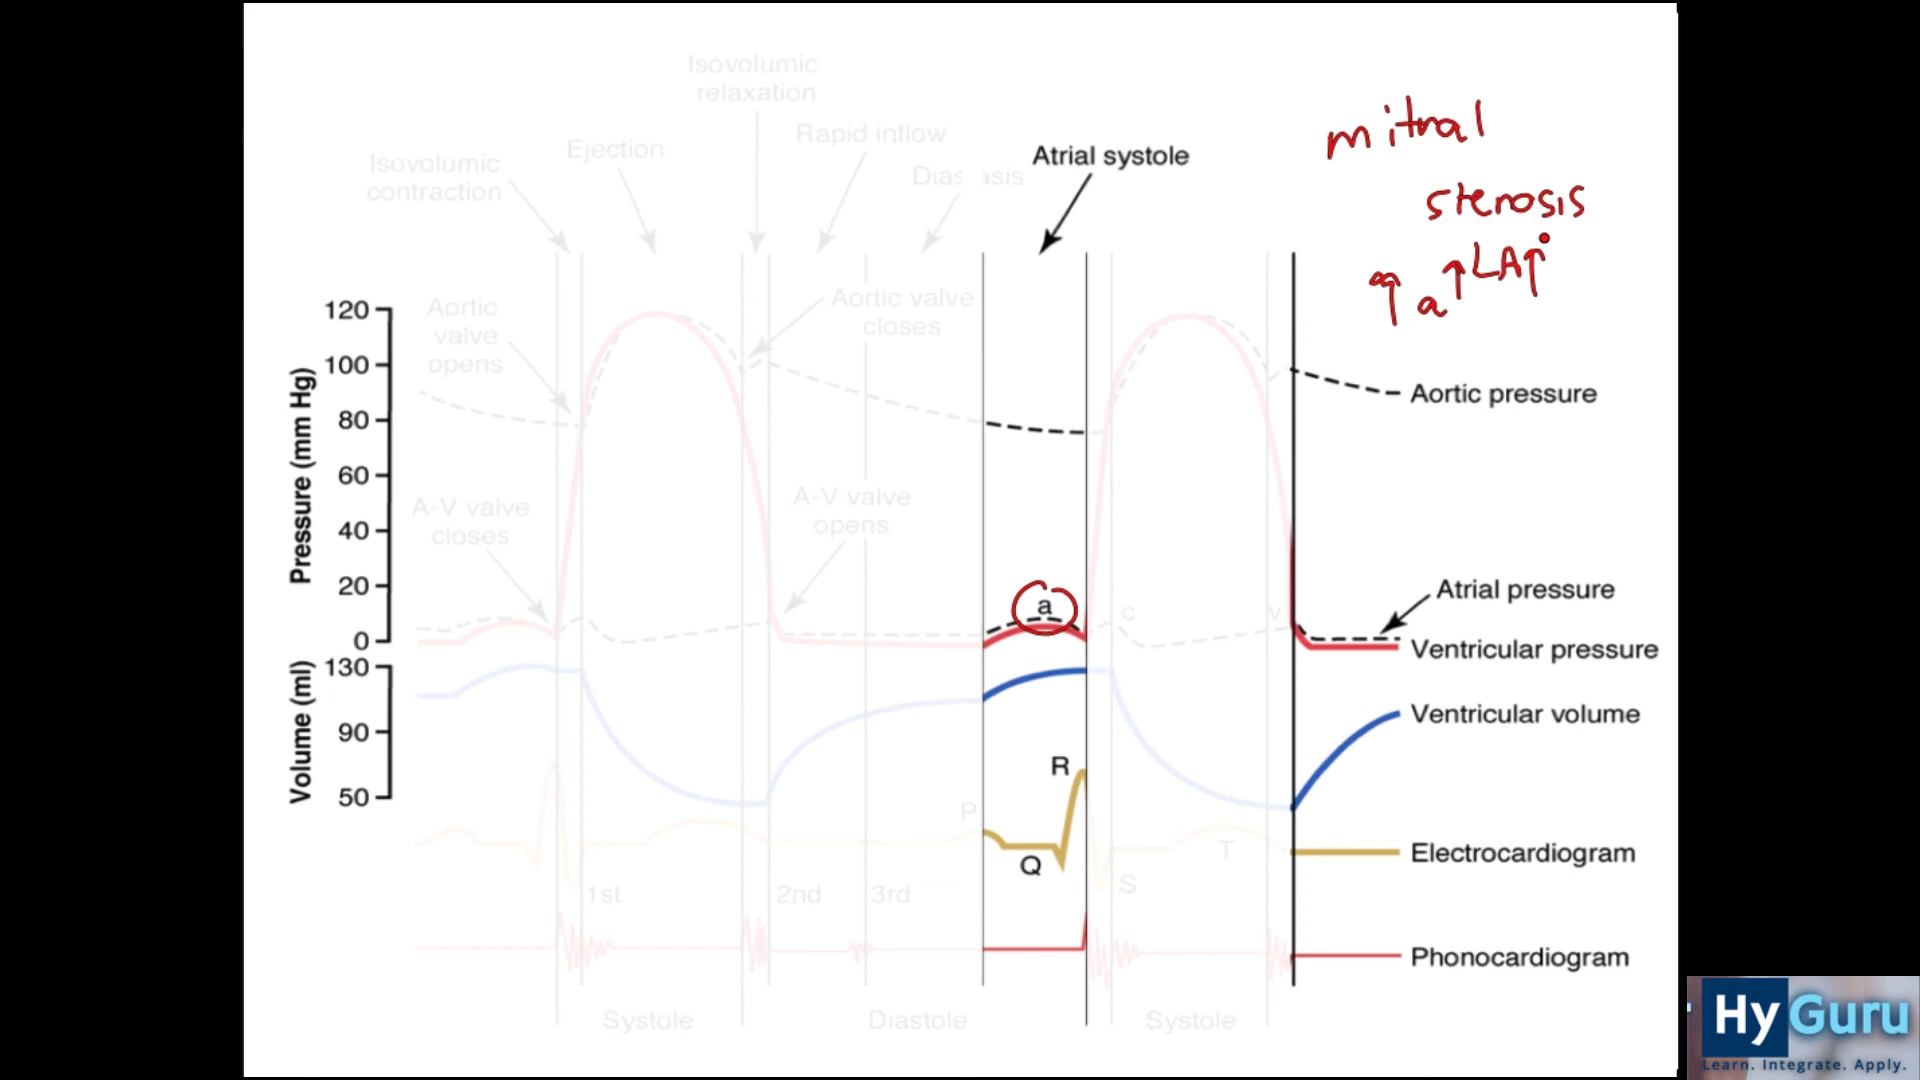 Isovolumic
relaxation
Rapid inflow
Ejection
Isovolumic
contraction
Atrial systole
mitral
stenosis
↑ a ↑ LA ↑
120
100
80
60
40
20
0
Pressure (mm Hg)
Aortic
valve
opens
Aortic valve
closes
A-V valve
closes
A-V valve
opens
a
c
v
Aortic pressure
Atrial pressure
Ventricular pressure
130
90
50
Volume (ml)
Ventricular volume
P
Q
R
S
T
Electrocardiogram
1st
2nd
3rd
Phonocardiogram
Systole
Diastole
Systole
HyGuru
Learn. Integrate. Apply.